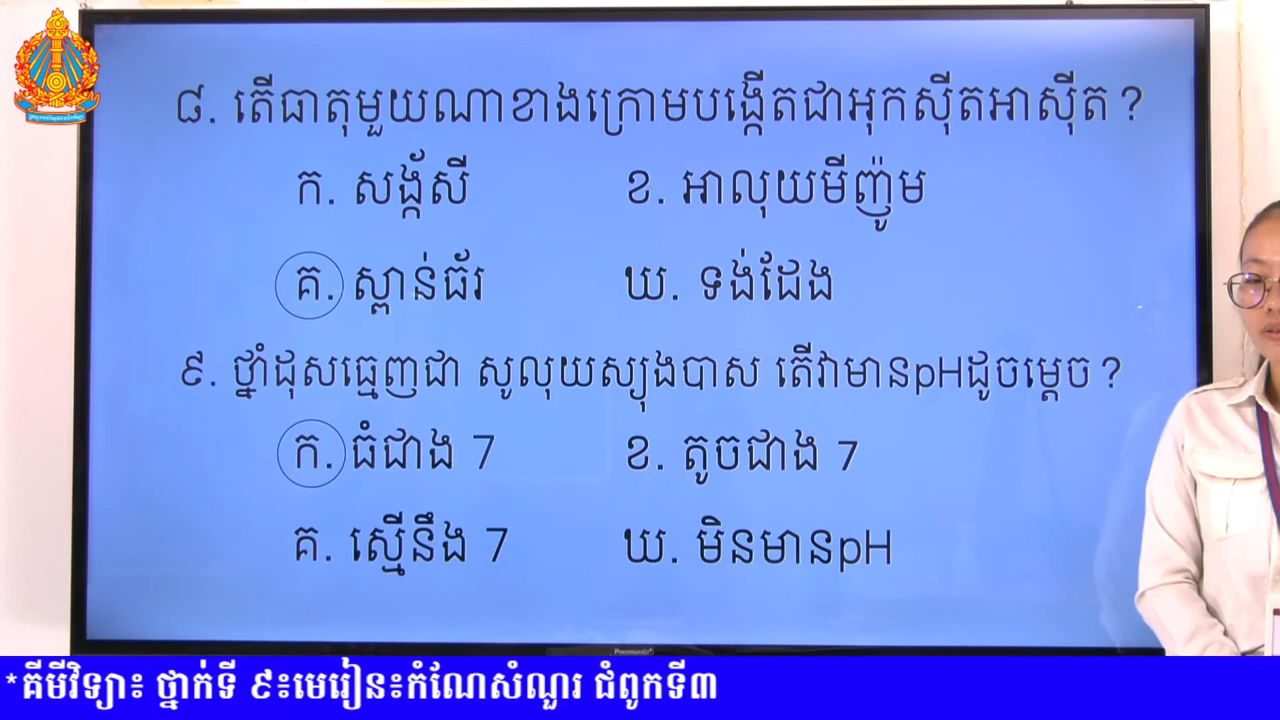 ៨. តើធាតុមួយណាខាងក្រោមបង្កើតជាអុកស៊ីតអាស៊ីត ?
ក. សង្ក័សី ខ. អាលុយមីញ៉ូម
គ. ស្ពាន់ធ័រ ឃ. ទង់ដែង
៩. ថ្នាំដុសធ្មេញជា សូលុយស្យុងបាស តើវាមានpHដូចម្តេច ?
ក. ធំជាង 7 ខ. តូចជាង 7
គ. ស្មើនឹង 7 ឃ. មិនមានpH
*គីមីវិទ្យា៖ ថ្នាក់ទី ៩៖មេរៀន៖កំណែសំណួរ ជំពូកទី៣